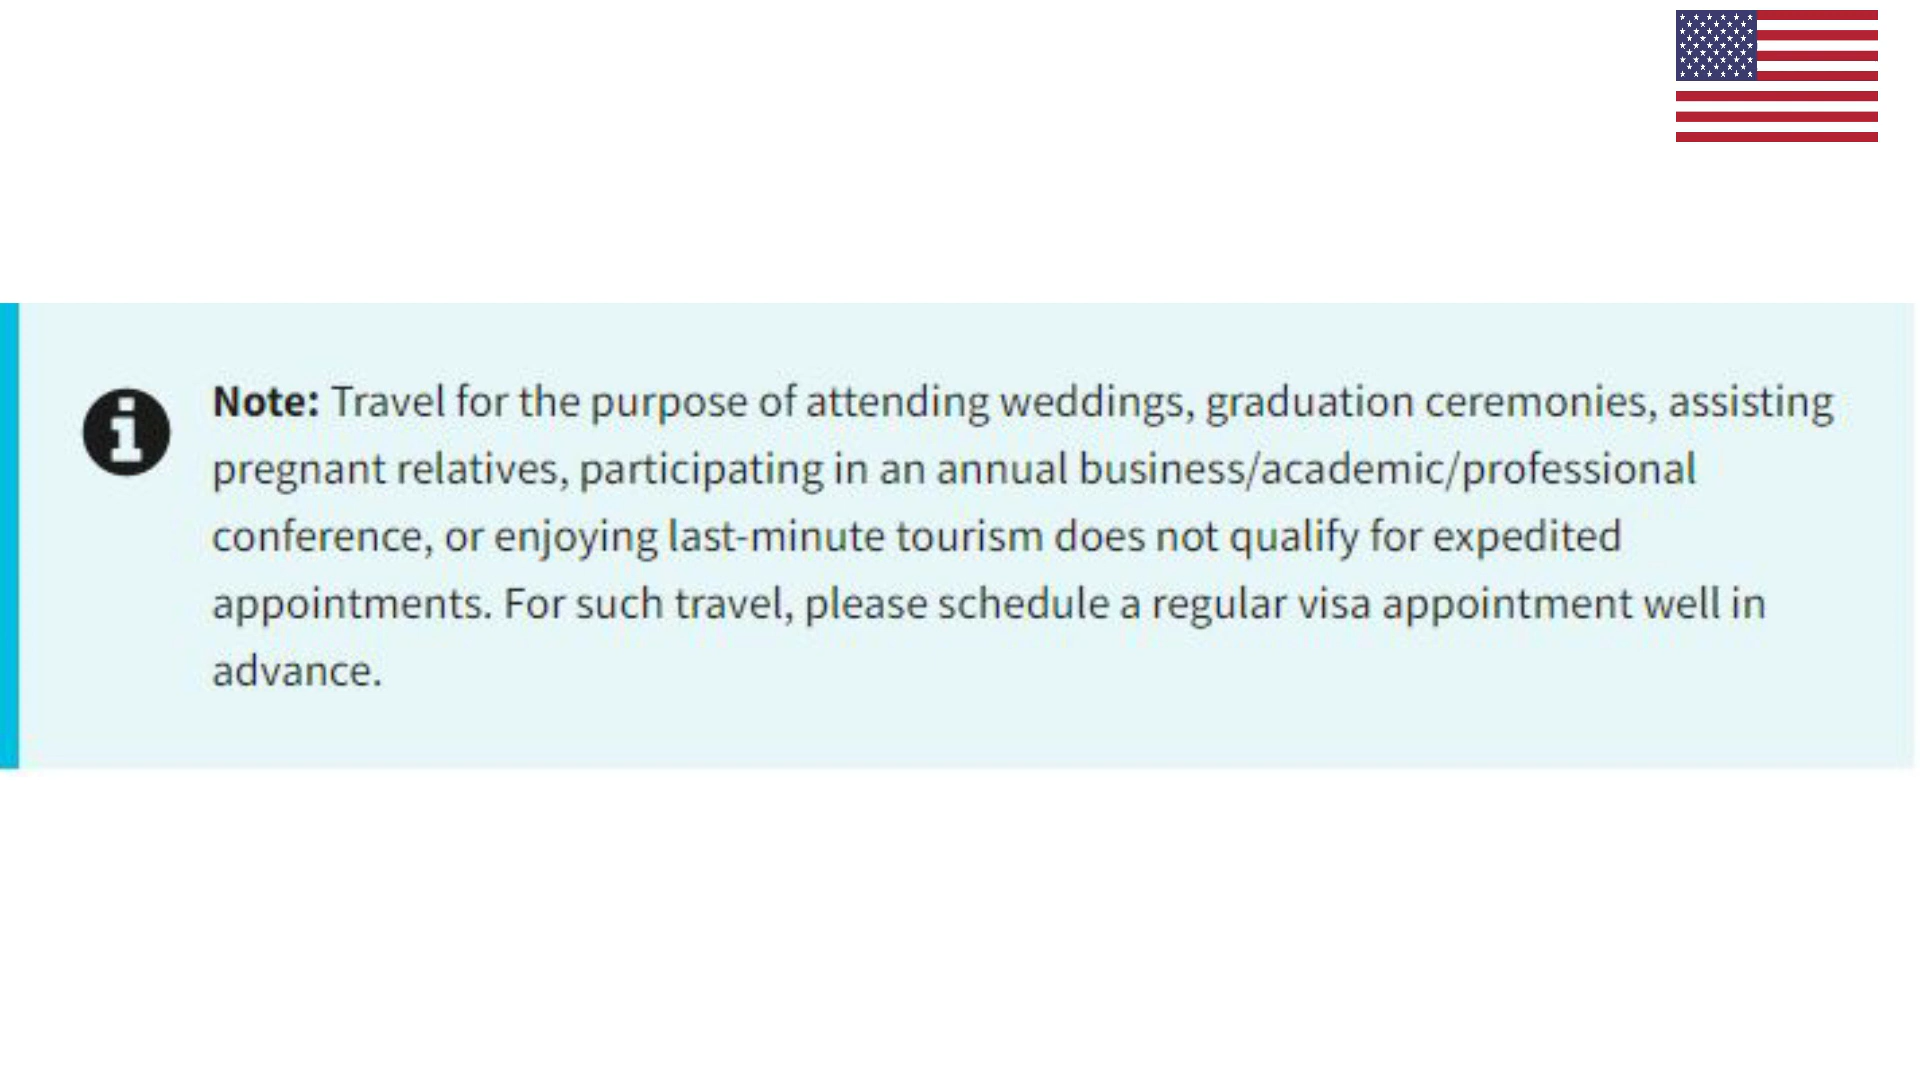 Note: Travel for the purpose of attending weddings, graduation ceremonies, assisting
pregnant relatives, participating in an annual business/academic/professional
conference, or enjoying last-minute tourism does not qualify for expedited
appointments. For such travel, please schedule a regular visa appointment well in
advance.